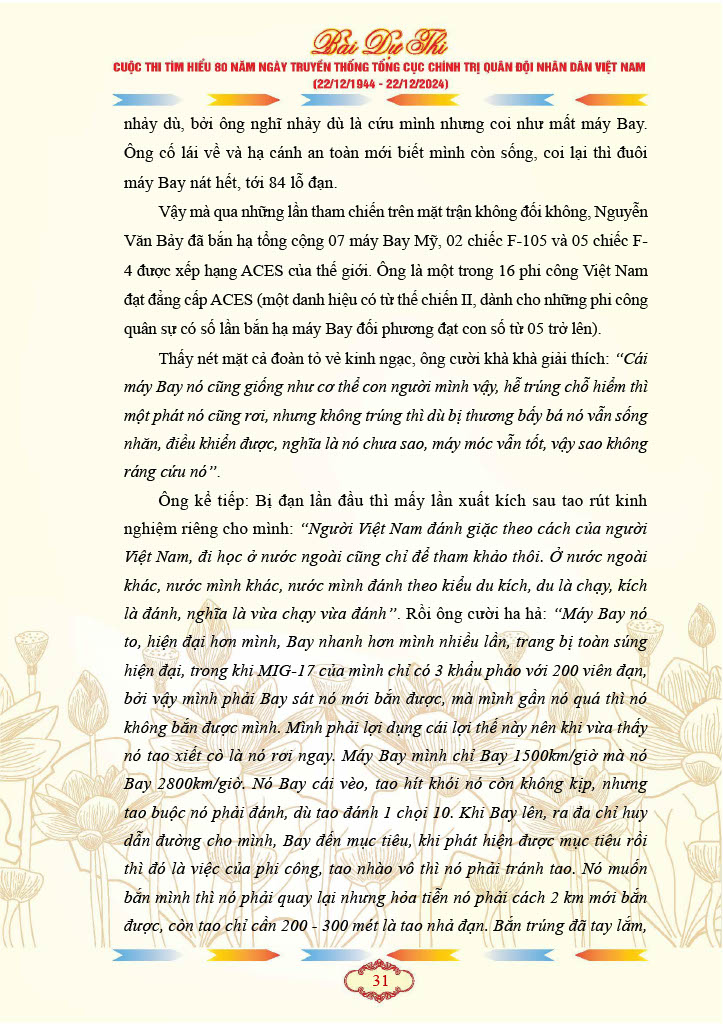 Bài Dự Thi
CUỘC THI TÌM HIỂU 80 NĂM NGÀY TRUYỀN THỐNG TỔNG CỤC CHÍNH TRỊ QUÂN ĐỘI NHÂN DÂN VIỆT NAM
(22/12/1944 - 22/12/2024)
nhảy dù, bởi ông nghĩ nhảy dù là cứu mình nhưng coi như mất máy Bay.
Ông cố lái về và hạ cánh an toàn mới biết mình còn sống, coi lại thì đuôi
máy Bay nát hết, tới 84 lỗ đạn.
Vậy mà qua những lần tham chiến trên mặt trận không đối không, Nguyễn
Văn Bảy đã bắn hạ tổng cộng 07 máy Bay Mỹ, 02 chiếc F-105 và 05 chiếc F-
4 được xếp hạng ACES của thế giới. Ông là một trong 16 phi công Việt Nam
đạt đẳng cấp ACES (một danh hiệu có từ thế chiến II, dành cho những phi công
quân sự có số lần bắn hạ máy Bay đối phương đạt con số từ 05 trở lên).
Thấy nét mặt cả đoàn tỏ vẻ kinh ngạc, ông cười khà khà giải thích: “Cái
máy Bay nó cũng giống như cơ thể con người mình vậy, hễ trúng chỗ hiểm thì
một phát nó cũng rơi, nhưng không trúng thì dù bị thương bấy bá nó vẫn sống
nhăn, điều khiển được, nghĩa là nó chưa sao, máy móc vẫn tốt, vậy sao không
ráng cứu nó”.
Ông kể tiếp: Bị đạn lần đầu thì mấy lần xuất kích sau tao rút kinh
nghiệm riêng cho mình: “Người Việt Nam đánh giặc theo cách của người
Việt Nam, đi học ở nước ngoài cũng chỉ để tham khảo thôi. Ở nước ngoài
khác, nước mình khác, nước mình đánh theo kiểu du kích, du là chạy, kích
là đánh, nghĩa là vừa chạy vừa đánh”. Rồi ông cười ha hả: “Máy Bay nó
to, hiện đại hơn mình, Bay nhanh hơn mình nhiều lần, trang bị toàn súng
hiện đại, trong khi MIG-17 của mình chỉ có 3 khẩu pháo với 200 viên đạn,
bởi vậy mình phải Bay sát nó mới bắn được, mà mình gần nó quá thì nó
không bắn được mình. Mình phải lợi dụng cái lợi thế này nên khi vừa thấy
nó tao xiết cò là nó rơi ngay. Máy Bay mình chỉ Bay 1500km/giờ mà nó
Bay 2800km/giờ. Nó Bay cái vèo, tao hít khói nó còn không kịp, nhưng
tao buộc nó phải đánh, dù tao đánh 1 chọi 10. Khi Bay lên, ra đa chỉ huy
dẫn đường cho mình, Bay đến mục tiêu, khi phát hiện được mục tiêu rồi
thì đó là việc của phi công, tao nhào vô thì nó phải tránh tao. Nó muốn
bắn mình thì nó phải quay lại nhưng hỏa tiễn nó phải cách 2 km mới bắn
được, còn tao chỉ cần 200 - 300 mét là tao nhả đạn. Bắn trúng đã tay lắm,
31